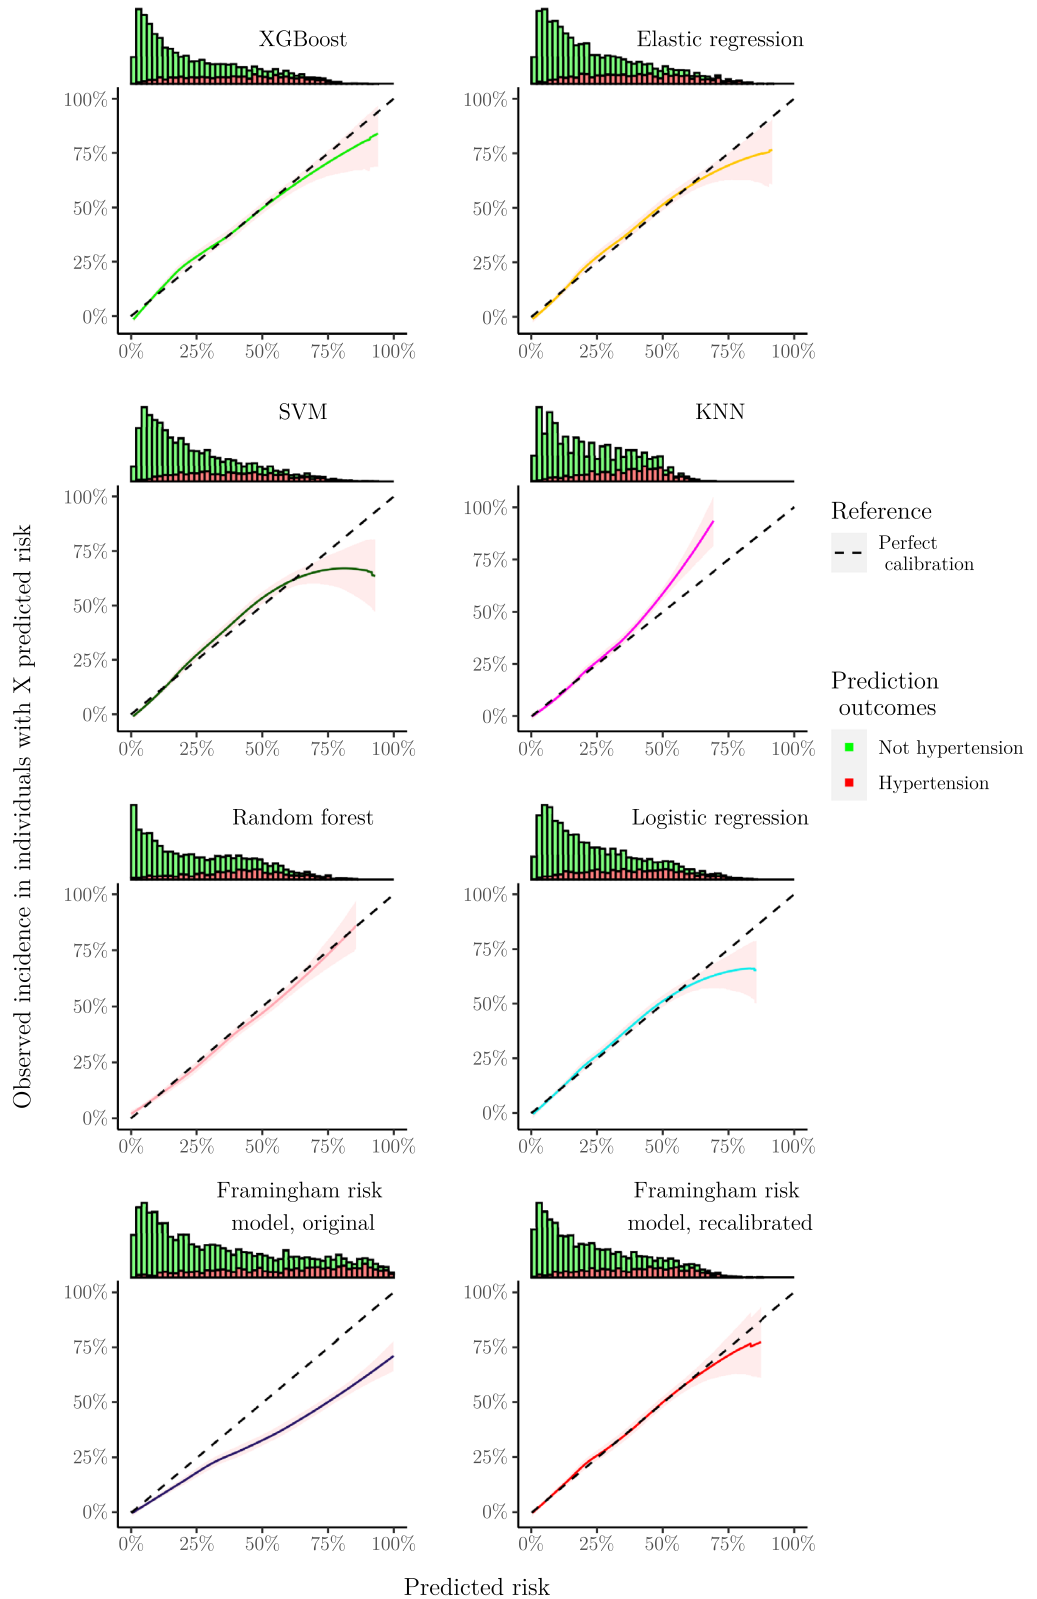 XGBoost
100%
75%
50%
25%
0%
0% 25% 50% 75% 100%
Elastic regression
100%
75%
50%
25%
0%
0% 25% 50% 75% 100%
SVM
100%
75%
50%
25%
0%
0% 25% 50% 75% 100%
KNN
100%
75%
50%
25%
0%
0% 25% 50% 75% 100%
Random forest
100%
75%
50%
25%
0%
0% 25% 50% 75% 100%
Logistic regression
100%
75%
50%
25%
0%
0% 25% 50% 75% 100%
Framingham risk
model, original
100%
75%
50%
25%
0%
0% 25% 50% 75% 100%
Framingham risk
model, recalibrated
100%
75%
50%
25%
0%
0% 25% 50% 75% 100%
Observed incidence in individuals with X predicted risk
Predicted risk
Reference
Perfect
calibration
Prediction
outcomes
Not hypertension
Hypertension